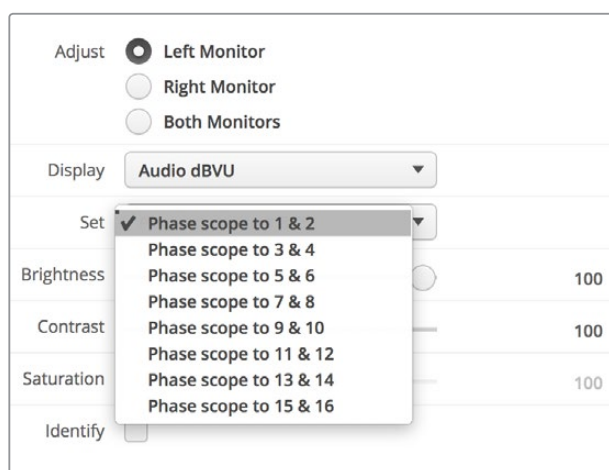 Adjust Left Monitor
Right Monitor
Both Monitors
Display Audio dBVU
Set ✔ Phase scope to 1 & 2
Phase scope to 3 & 4
Brightness Phase scope to 5 & 6 100
Phase scope to 7 & 8
Contrast Phase scope to 9 & 10 100
Phase scope to 11 & 12
Saturation Phase scope to 13 & 14 100
Phase scope to 15 & 16
Identify